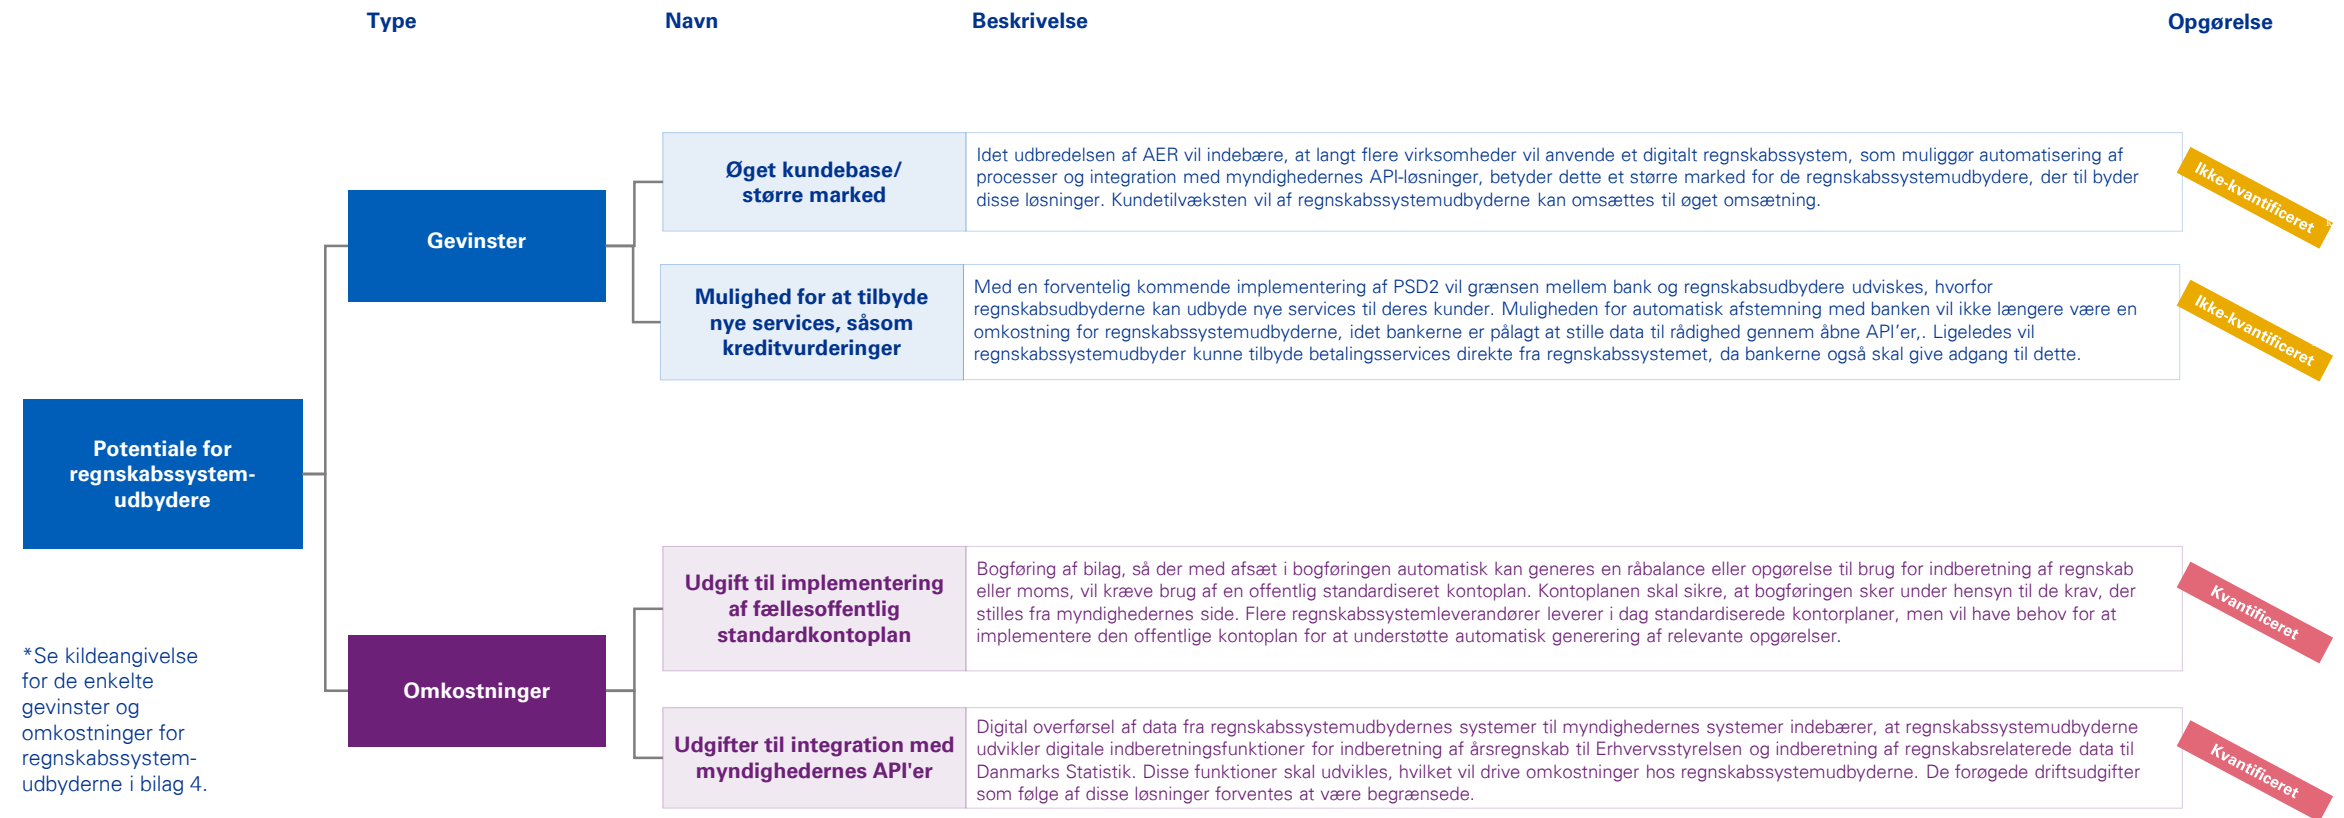 Type
Navn
Beskrivelse
Opgørelse
Potentiale for
regnskabssystem-
udbydere
Gevinster
Øget kundebase/
større marked
Idet udbredelsen af AER vil indebære, at langt flere virksomheder vil anvende et digitalt regnskabssystem, som muliggør automatisering af
processer og integration med myndighedernes API-løsninger, betyder dette et større marked for de regnskabssystemudbydere, der til byder
disse løsninger. Kundetilvæksten vil af regnskabssystemudbyderne kan omsættes til øget omsætning.
Ikke-kvantificeret
Mulighed for at tilbyde
nye services, såsom
kreditvurderinger
Med en forventelig kommende implementering af PSD2 vil grænsen mellem bank og regnskabsudbydere udviskes, hvorfor
regnskabsudbyderne kan udbyde nye services til deres kunder. Muligheden for automatisk afstemning med banken vil ikke længere være en
omkostning for regnskabssystemudbyderne, idet bankerne er pålagt at stille data til rådighed gennem åbne API'er,. Ligeledes vil
regnskabssystemudbyder kunne tilbyde betalingsservices direkte fra regnskabssystemet, da bankerne også skal give adgang til dette.
Ikke-kvantificeret
Omkostninger
Udgift til implementering
af fællesoffentlig
standardkontoplan
Bogføring af bilag, så der med afsæt i bogføringen automatisk kan generes en råbalance eller opgørelse til brug for indberetning af regnskab
eller moms, vil kræve brug af en offentlig standardiseret kontoplan. Kontoplanen skal sikre, at bogføringen sker under hensyn til de krav, der
stilles fra myndighedernes side. Flere regnskabssystemleverandører leverer i dag standardiserede kontorplaner, men vil have behov for at
implementere den offentlige kontoplan for at understøtte automatisk generering af relevante opgørelser.
Kvantificeret
Udgifter til integration med
myndighedernes API'er
Digital overførsel af data fra regnskabssystemudbydernes systemer til myndighedernes systemer indebærer, at regnskabssystemudbyderne
udvikler digitale indberetningsfunktioner for indberetning af årsregnskab til Erhvervsstyrelsen og indberetning af regnskabsrelaterede data til
Danmarks Statistik. Disse funktioner skal udvikles, hvilket vil drive omkostninger hos regnskabssystemudbyderne. De forøgede driftsudgifter
som følge af disse løsninger forventes at være begrænsede.
Kvantificeret
*Se kildeangivelse
for de enkelte
gevinster og
omkostninger for
regnskabssystem-
udbyderne i bilag 4.